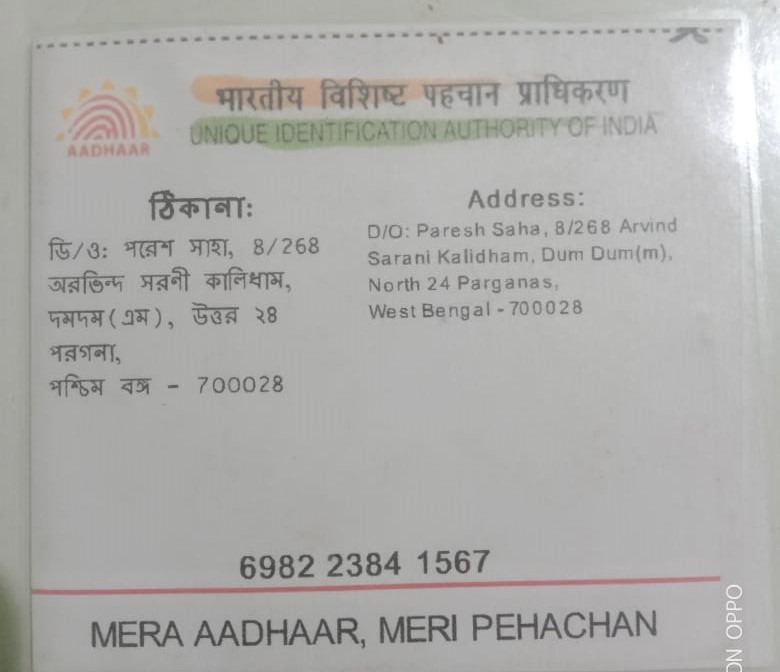 भारतीय विशिष्ट पहचान प्राधिकरण
UNIQUE IDENTIFICATION AUTHORITY OF INDIA
AADHAAR
ঠিকানা:
ডি/ও: পরেশ সাহা, 8/268
অরভিন্দ সরনী কালিধাম,
দমদম(এম), উত্তর ২৪
পরগনা,
পশ্চিম বঙ্গ - 700028
Address:
D/O: Paresh Saha, 8/268 Arvind
Sarani Kalidham, Dum Dum(m),
North 24 Parganas,
West Bengal - 700028
6982 2384 1567
MERA AADHAAR, MERI PEHACHAN
ON OPPO